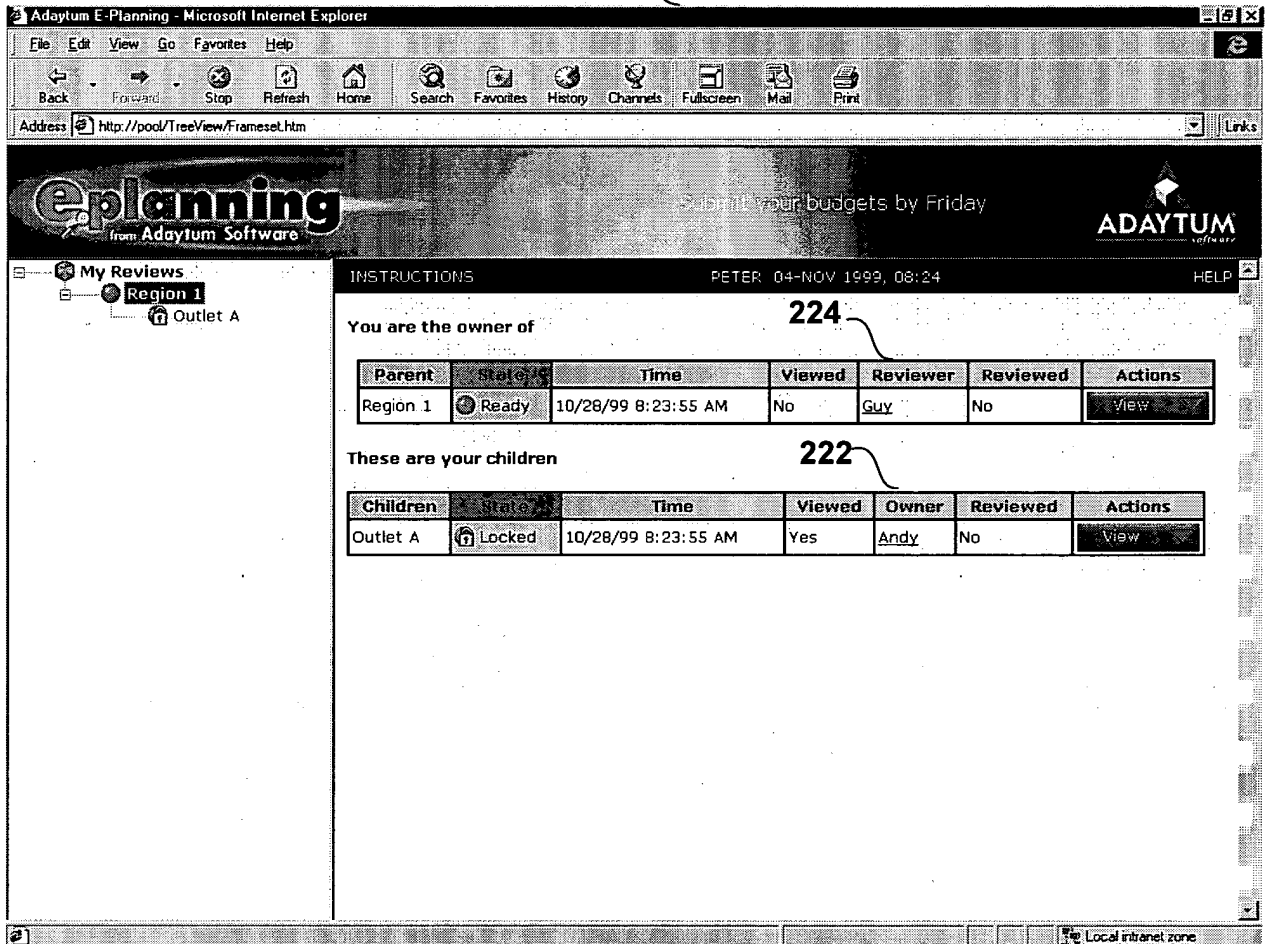 Adaytum E-Planning - Microsoft Internet Explorer
File Edit View Go Favorites Help
Back Forward Stop Refresh Home Search Favorites History Channels Fullscreen Mail Print
Address http://pool/TreeView/Frameset.htm Links
eplanning
from Adaytum Software
Submit your budgets by Friday
ADAYTUM
software
My Reviews
Region 1
Outlet A
INSTRUCTIONS PETER 04-NOV 1999, 08:24 HELP
You are the owner of
224
Parent State Time Viewed Reviewer Reviewed Actions
Region 1 Ready 10/28/99 8:23:55 AM No Guy No View
These are your children
222
Children State Time Viewed Owner Reviewed Actions
Outlet A Locked 10/28/99 8:23:55 AM Yes Andy No View
Local intranet zone